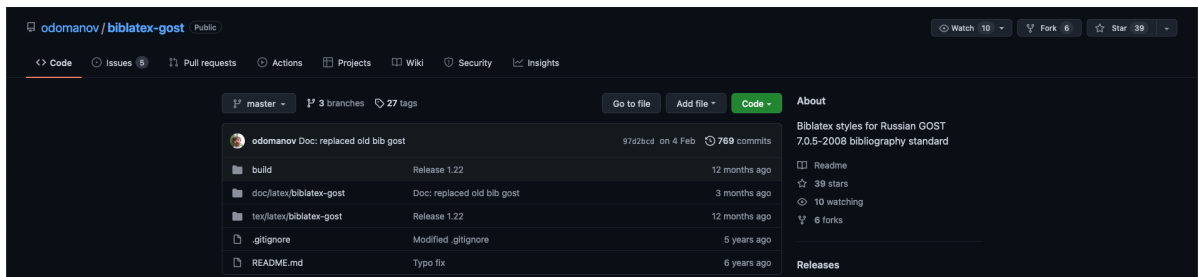 odomanov / biblatex-gost Public
Watch 10
Fork 6
Star 39
Code
Issues 5
Pull requests
Actions
Projects
Wiki
Security
Insights
master
3 branches
27 tags
Go to file
Add file
Code
odomanov Doc: replaced old bib gost
97d2bcd on 4 Feb
769 commits
build Release 1.22 12 months ago
doc/latex/biblatex-gost Doc: replaced old bib gost 3 months ago
tex/latex/biblatex-gost Release 1.22 12 months ago
.gitignore Modified .gitignore 5 years ago
README.md Typo fix 6 years ago
About
Biblatex styles for Russian GOST
7.0.5-2008 bibliography standard
Readme
39 stars
10 watching
6 forks
Releases